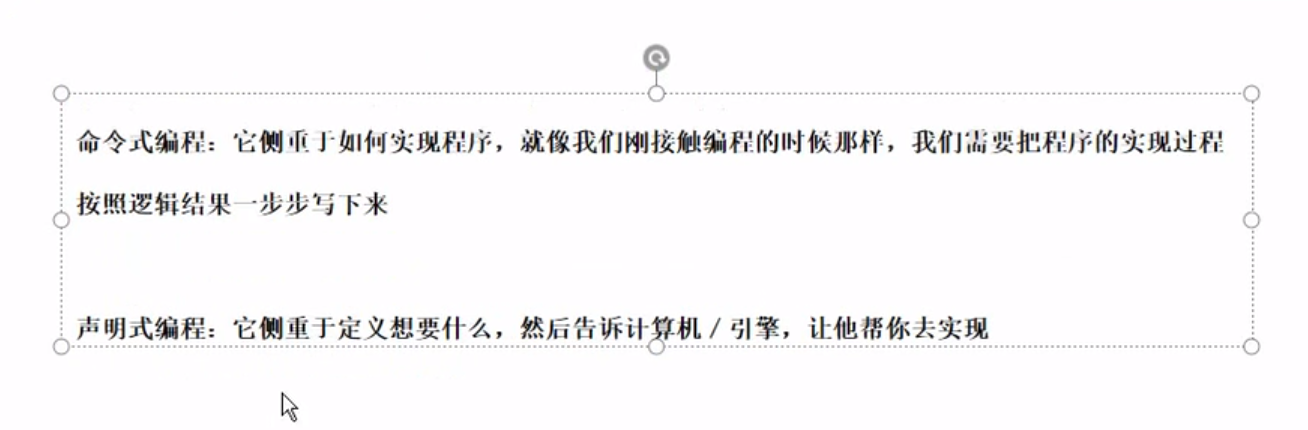 命令式编程：它侧重于如何实现程序，就像我们刚接触编程的时候那样，我们需要把程序的实现过程
按照逻辑结果一步步写下来
声明式编程：它侧重于定义想要什么，然后告诉计算机 / 引擎，让他帮你去实现